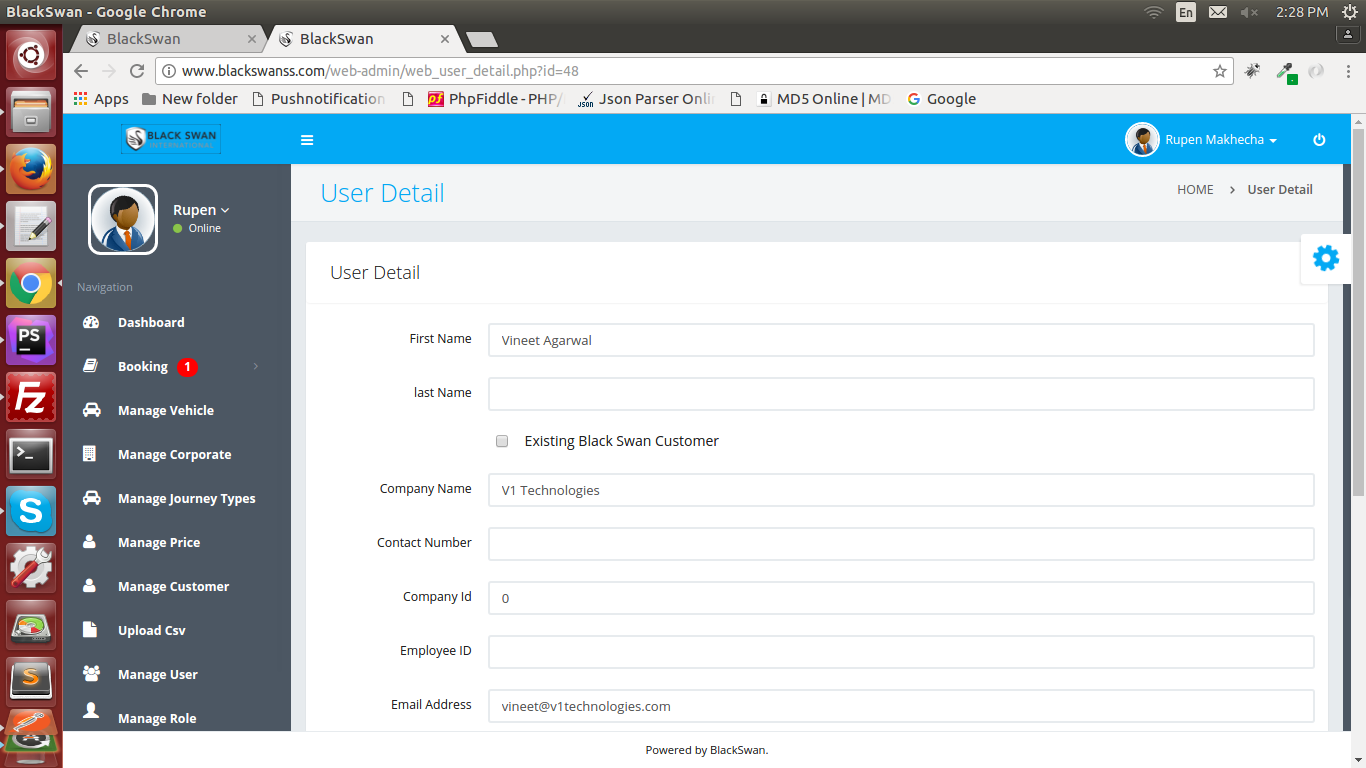 BlackSwan - Google Chrome
En
2:28 PM
BlackSwan
BlackSwan
www.blackswanss.com/web-admin/web_user_detail.php?id=48
Apps
New folder
Pushnotification
PhpFiddle - PHP/
Json Parser Onli
MD5 Online | MD
Google
BLACK SWAN
INTERNATIONAL
Rupen Makhecha
User Detail
HOME > User Detail
Rupen
Online
User Detail
Navigation
Dashboard
Booking 1
Manage Vehicle
Manage Corporate
Manage Journey Types
Manage Price
Manage Customer
Upload Csv
Manage User
Manage Role
First Name Vineet Agarwal
last Name
Existing Black Swan Customer
Company Name V1 Technologies
Contact Number
Company Id 0
Employee ID
Email Address vineet@v1technologies.com
Powered by BlackSwan.
PS
Fz
S
S